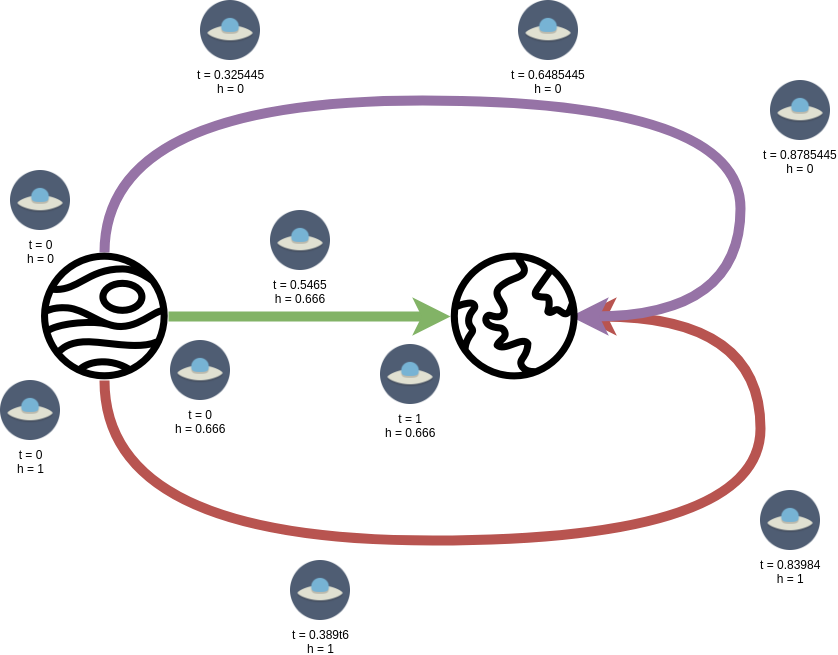 t = 0.325445
h = 0
t = 0.6485445
h = 0
t = 0.8785445
h = 0
t = 0
h = 0
t = 0.5465
h = 0.666
t = 0
h = 0.666
t = 1
h = 0.666
t = 0
h = 1
t = 0.83984
h = 1
t = 0.389t6
h = 1